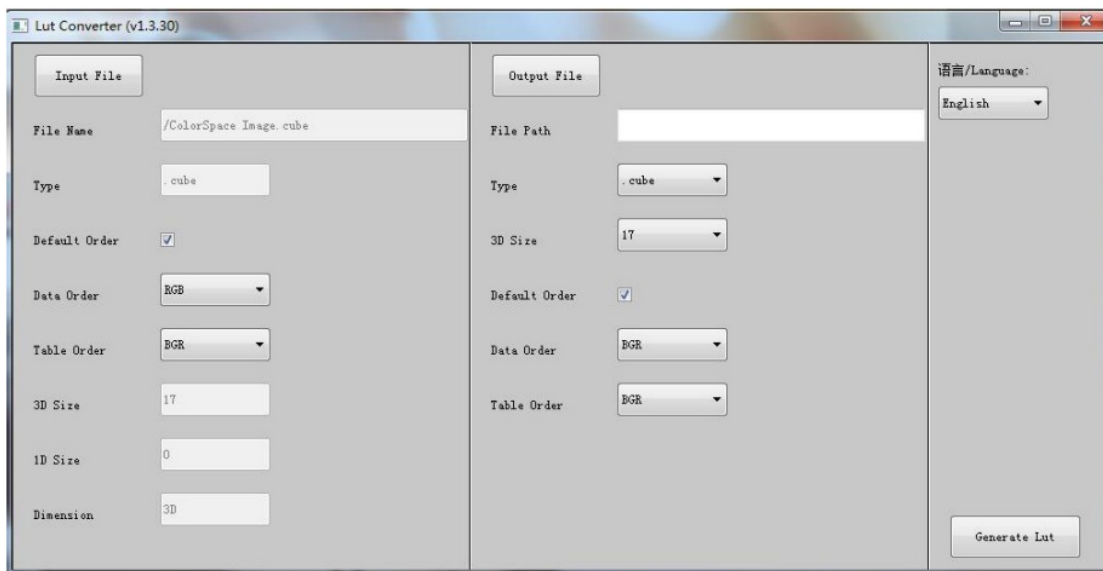 Lut Converter (v1.3.30)
Input File
File Name
/ColorSpace Image.cube
Type
.cube
Default Order
Data Order
RGB
Table Order
BGR
3D Size
17
1D Size
0
Dimension
3D
Output File
File Path
Type
.cube
3D Size
17
Default Order
Data Order
BGR
Table Order
BGR
语言/Language:
English
Generate Lut